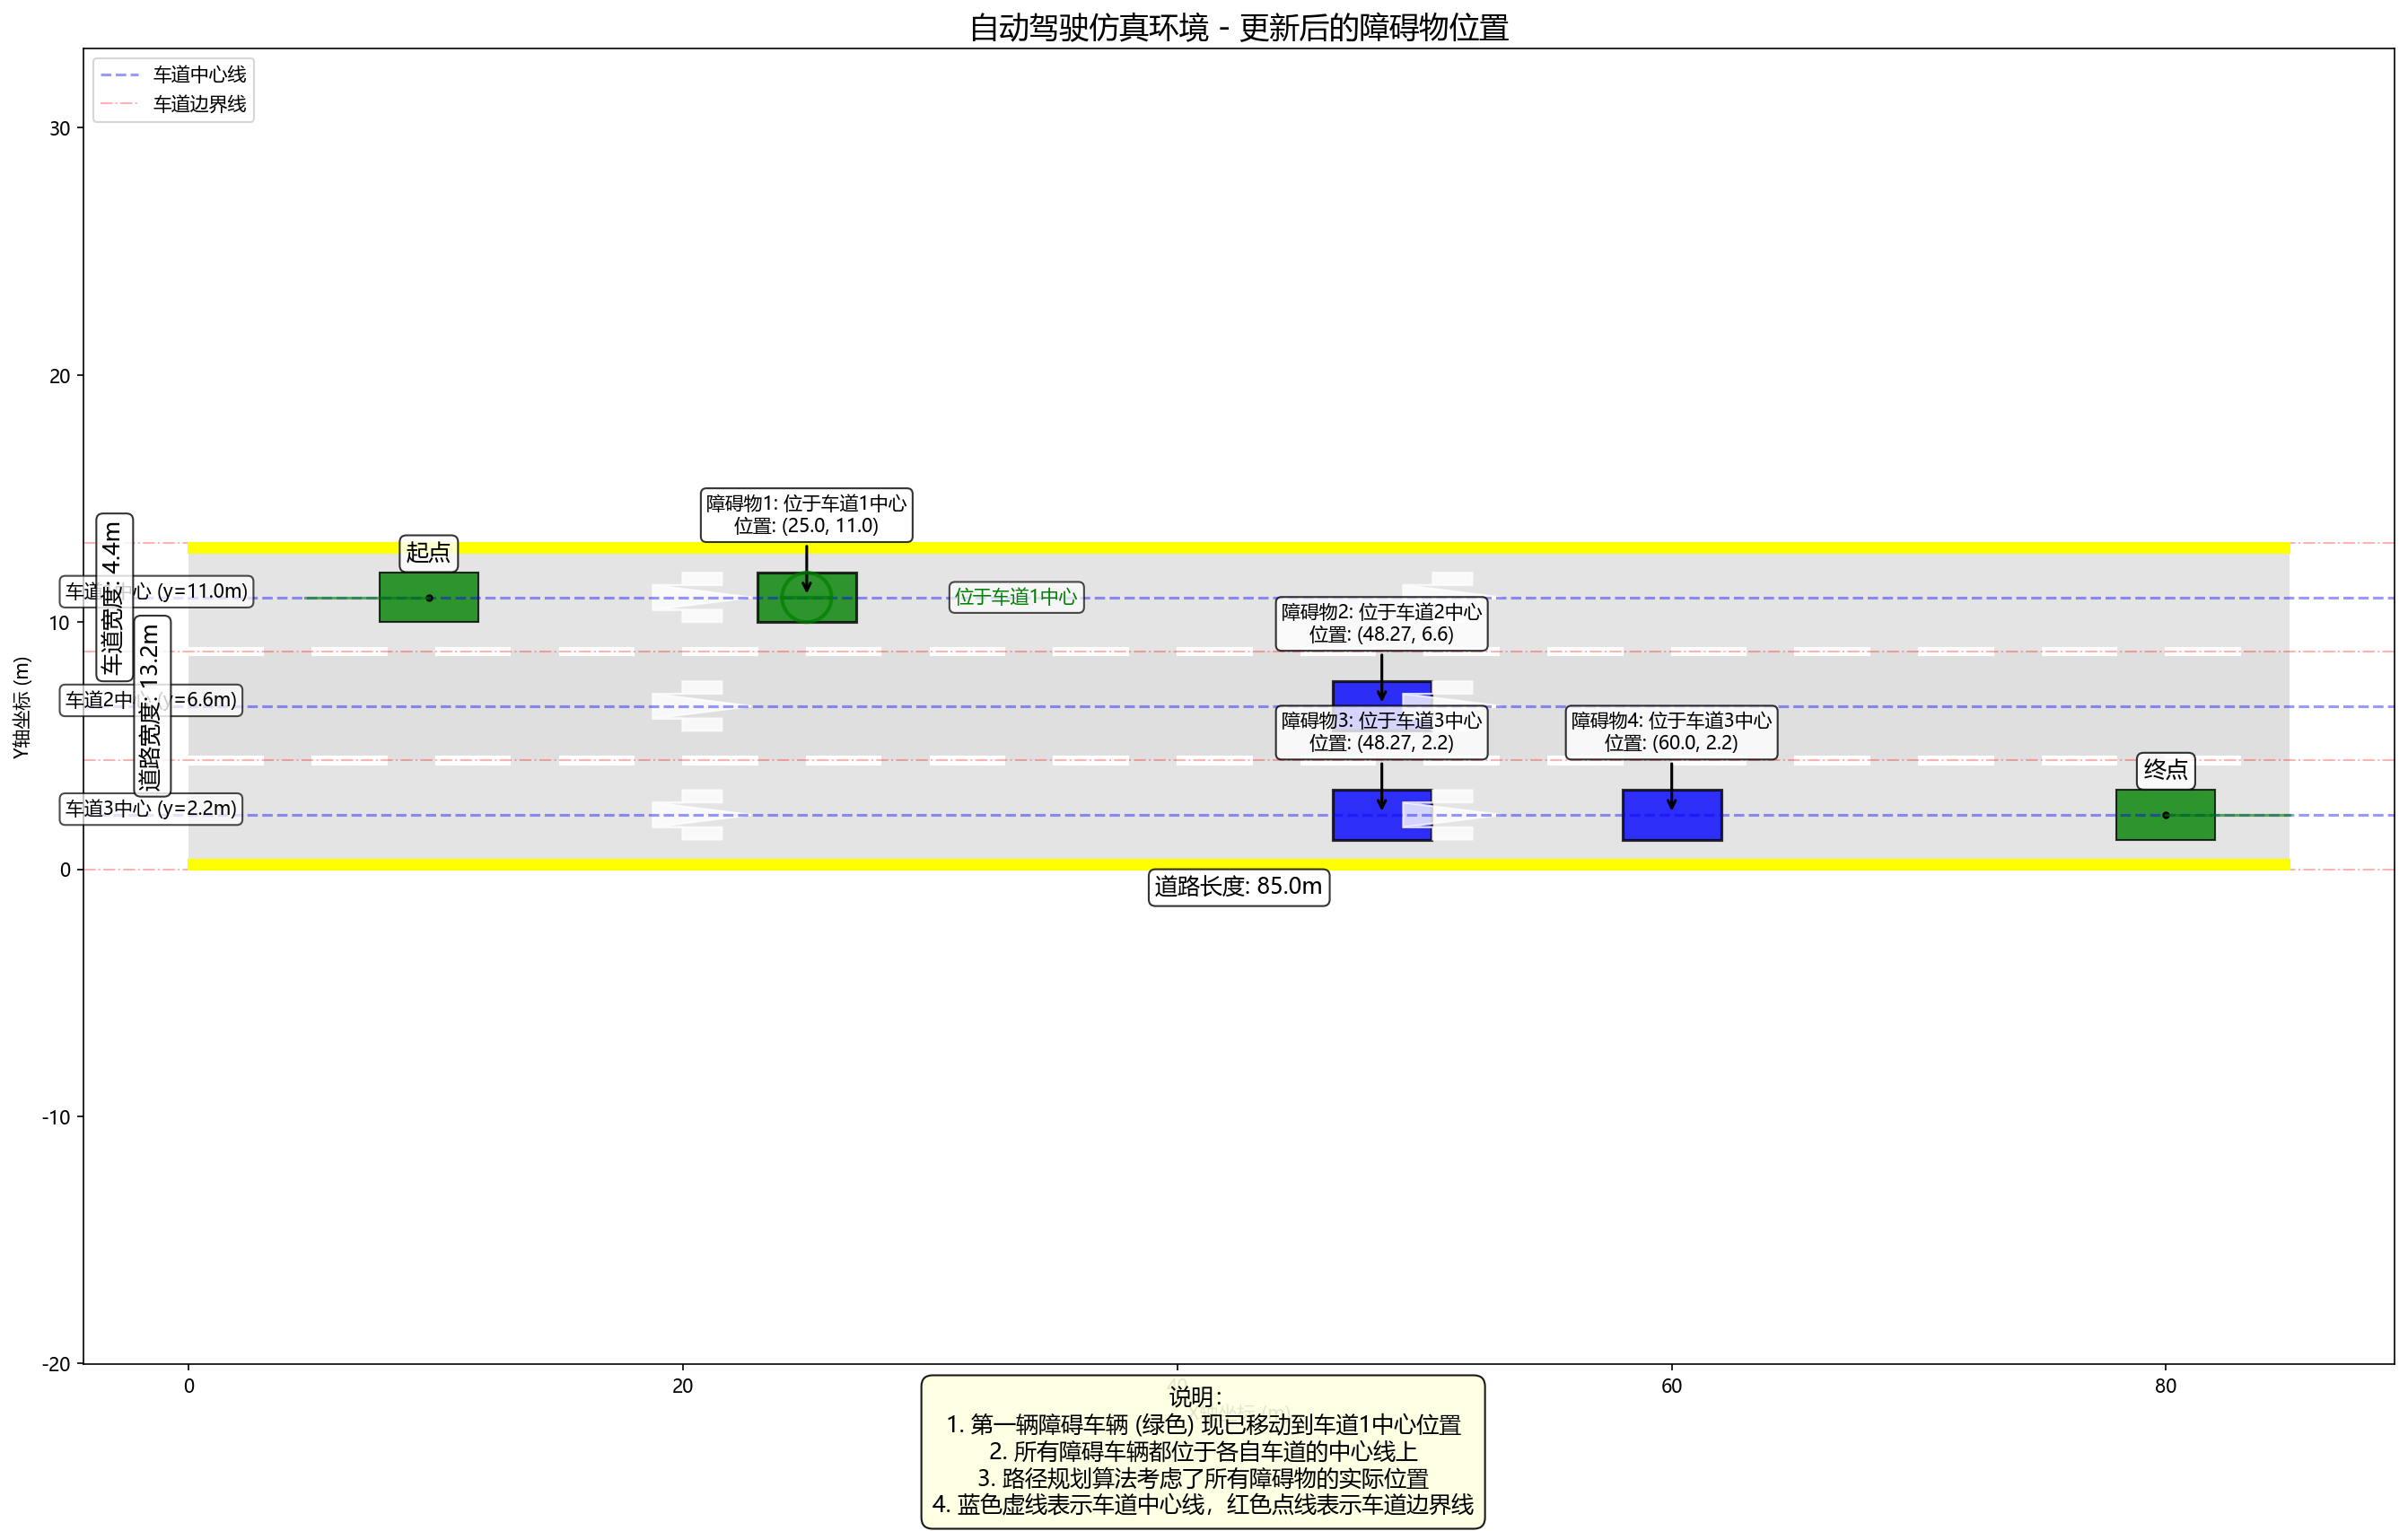 自动驾驶仿真环境 - 更新后的障碍物位置
车道中心线
车道边界线
30
20
10
0
-10
-20
Y轴坐标 (m)
障碍物1: 位于车道1中心
位置: (25.0, 11.0)
起点
车道宽度: 4.4m
中心 (y=11.0m)
位于车道1中心
障碍物2: 位于车道2中心
位置: (48.27, 6.6)
道路宽度: 13.2m
车道2中心 (y=6.6m)
障碍物3: 位于车道3中心
位置: (48.27, 2.2)
障碍物4: 位于车道3中心
位置: (60.0, 2.2)
终点
车道3中心 (y=2.2m)
道路长度: 85.0m
0
20
40
60
80
说明：
1. 第一辆障碍车辆 (绿色) 现已移动到车道1中心位置
2. 所有障碍车辆都位于各自车道的中心线上
3. 路径规划算法考虑了所有障碍物的实际位置
4. 蓝色虚线表示车道中心线，红色点线表示车道边界线